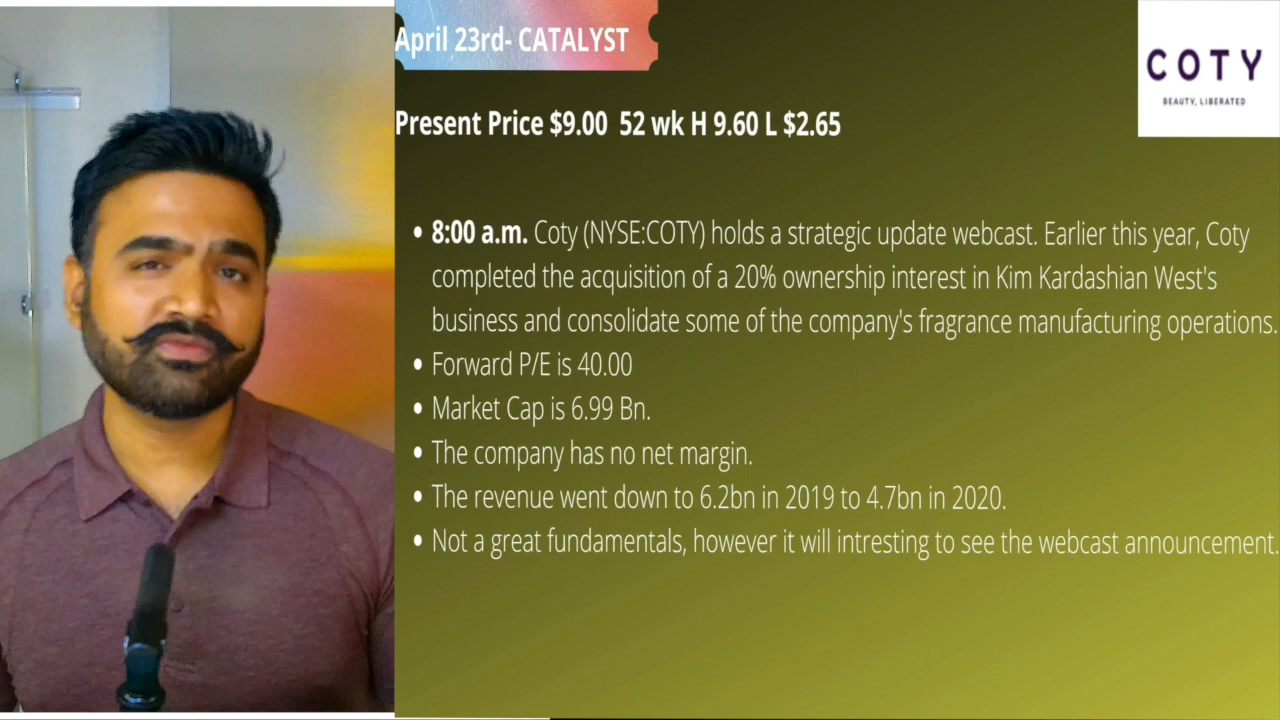 April 23rd- CATALYST
COTY
BEAUTY, LIBERATED
Present Price $9.00 52 wk H 9.60 L $2.65
• 8:00 a.m. Coty (NYSE:COTY) holds a strategic update webcast. Earlier this year, Coty
completed the acquisition of a 20% ownership interest in Kim Kardashian West's
business and consolidate some of the company's fragrance manufacturing operations.
• Forward P/E is 40.00
• Market Cap is 6.99 Bn.
• The company has no net margin.
• The revenue went down to 6.2bn in 2019 to 4.7bn in 2020.
• Not a great fundamentals, however it will intresting to see the webcast announcement.